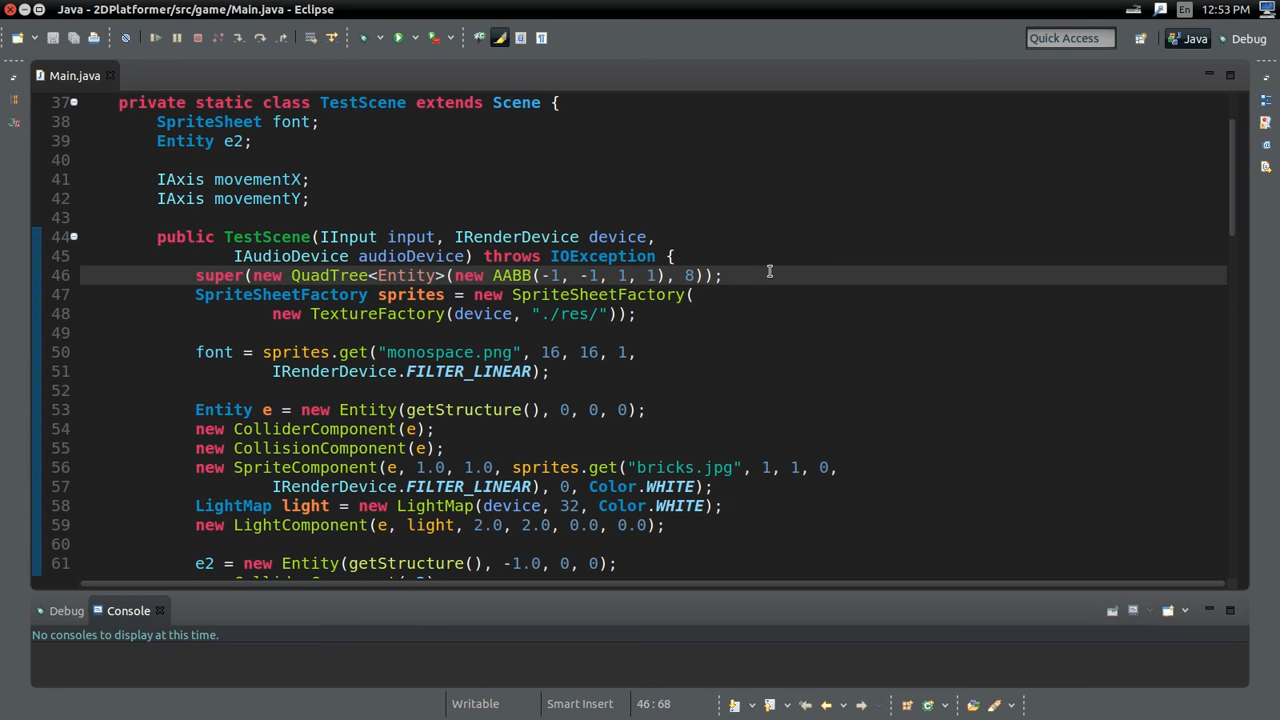 Java - 2DPlatformer/src/game/Main.java - Eclipse
En
12:53 PM
Quick Access
Java
Debug
Main.java
37 private static class TestScene extends Scene {
38 SpriteSheet font;
39 Entity e2;
40
41 IAxis movementX;
42 IAxis movementY;
43
44 public TestScene(IInput input, IRenderDevice device,
45 IAudioDevice audioDevice) throws IOException {
46 super(new QuadTree<Entity>(new AABB(-1, -1, 1, 1), 8));
47 SpriteSheetFactory sprites = new SpriteSheetFactory(
48 new TextureFactory(device, "./res/"));
49
50 font = sprites.get("monospace.png", 16, 16, 1,
51 IRenderDevice.FILTER_LINEAR);
52
53 Entity e = new Entity(getStructure(), 0, 0, 0);
54 new ColliderComponent(e);
55 new CollisionComponent(e);
56 new SpriteComponent(e, 1.0, 1.0, sprites.get("bricks.jpg", 1, 1, 0,
57 IRenderDevice.FILTER_LINEAR), 0, Color.WHITE);
58 LightMap light = new LightMap(device, 32, Color.WHITE);
59 new LightComponent(e, light, 2.0, 2.0, 0.0, 0.0);
60
61 e2 = new Entity(getStructure(), -1.0, 0, 0);
Debug
Console
No consoles to display at this time.
Writable
Smart Insert
46 : 68